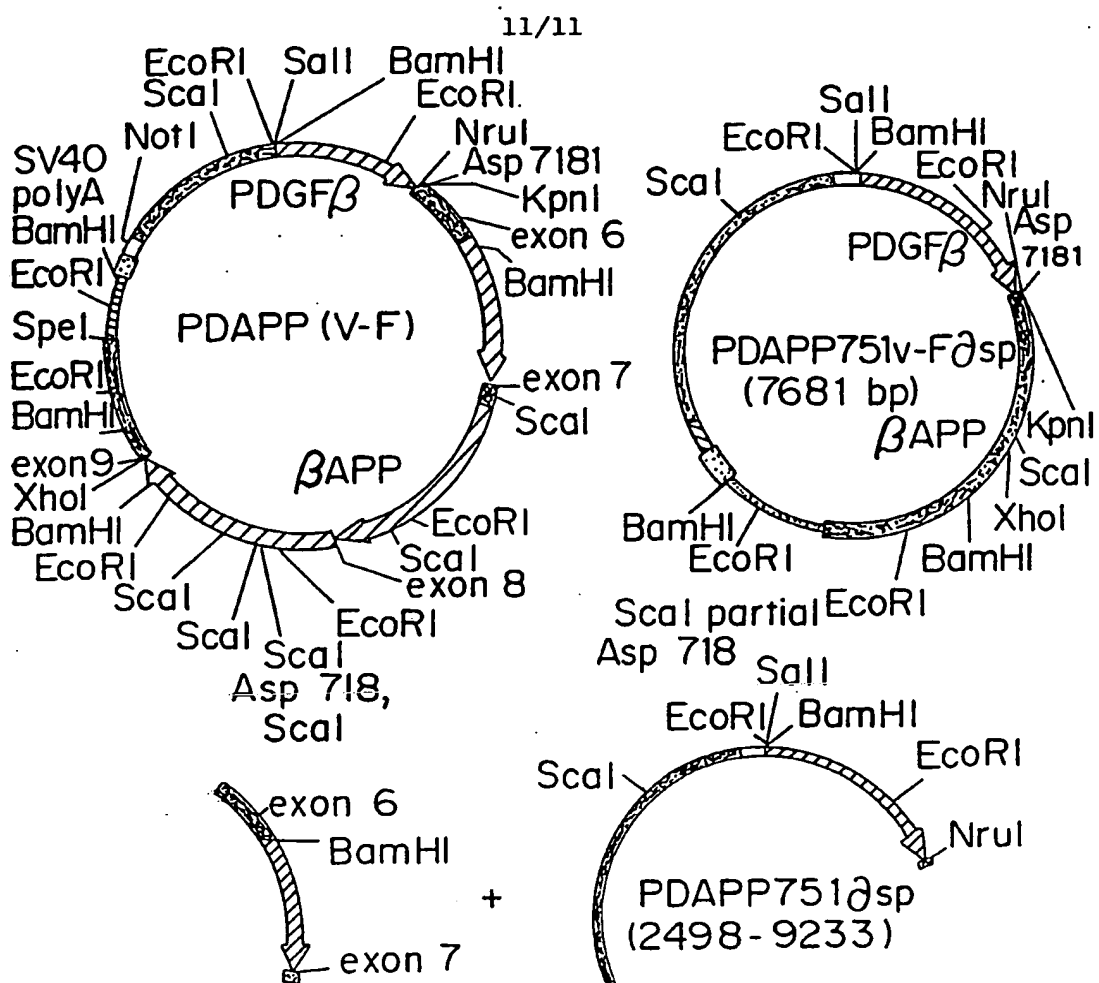 11/11
EcoRI
SalI
BamHI
ScaI
EcoRI.
NotI
NruI
SV40
polyA
Asp 7181
PDGFβ
KpnI
BamHI
exon 6
EcoRI
BamHI
SpeI
PDAPP (V-F)
EcoRI
exon 7
BamHI
ScaI
exon 9
βAPP
XhoI
BamHI
EcoRI
EcoRI
ScaI
ScaI
exon 8
ScaI
EcoRI
ScaI
Asp 718,
ScaI
SalI
EcoRI
BamHI
EcoRI
ScaI
NruI
Asp
7181
PDGFβ
PDAPP751v-F∂sp
(7681 bp)
βAPP
KpnI
ScaI
XhoI
BamHI
BamHI
EcoRI
EcoRI
ScaI partial
Asp 718
exon 6
BamHI
exon 7
+
SalI
EcoRI
BamHI
EcoRI
ScaI
NruI
PDAPP751∂sp
(2498-9233)